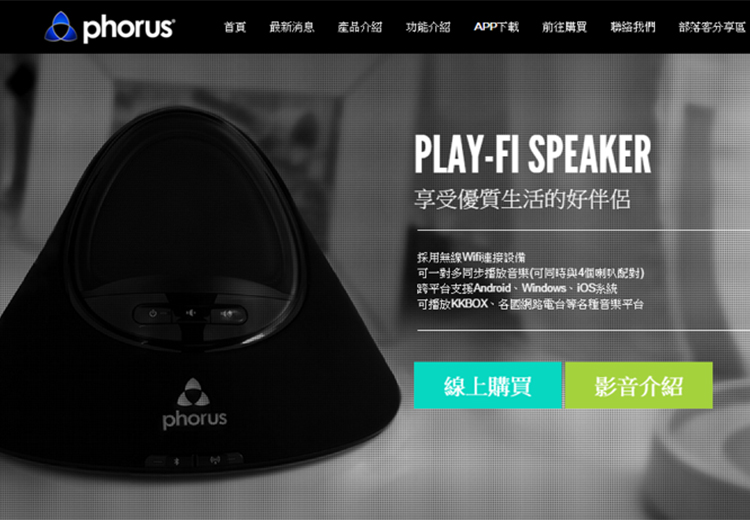 phorus®
首頁 最新消息 產品介紹 功能介紹 APP下載 前往購買 聯絡我們 部落客分享區
PLAY-FI SPEAKER
享受優質生活的好伴侶
採用無線Wifi連接設備
可一對多同步播放音樂(可同時與4個喇叭配對)
跨平台支援Android、Windows、iOS系統
可播放KKBOX、各國網路電台等各種音樂平台
線上購買 影音介紹
phorus